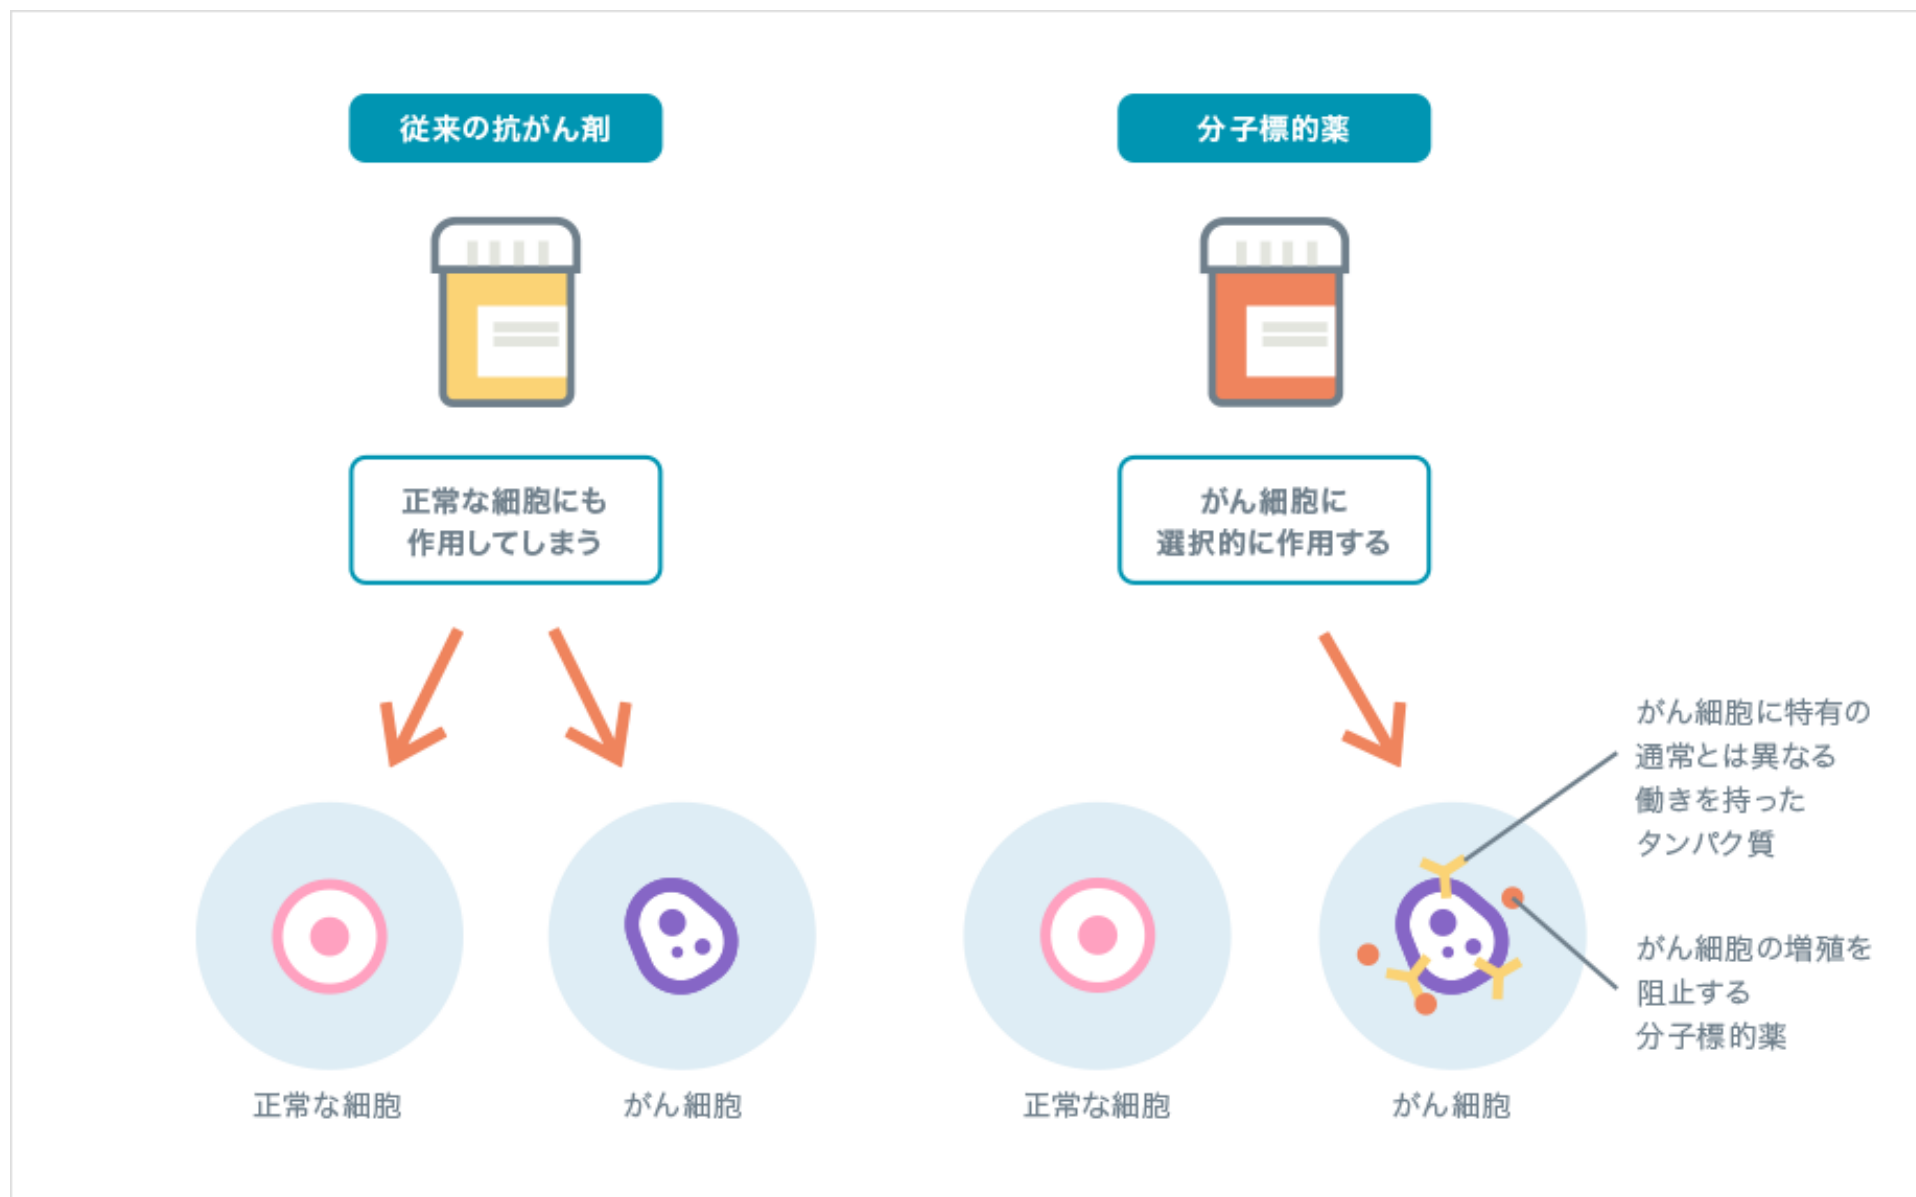 従来の抗がん剤
正常な細胞にも
作用してしまう
正常な細胞
がん細胞
分子標的薬
がん細胞に
選択的に作用する
がん細胞に特有の
通常とは異なる
働きを持った
タンパク質
がん細胞の増殖を
阻止する
分子標的薬
正常な細胞
がん細胞